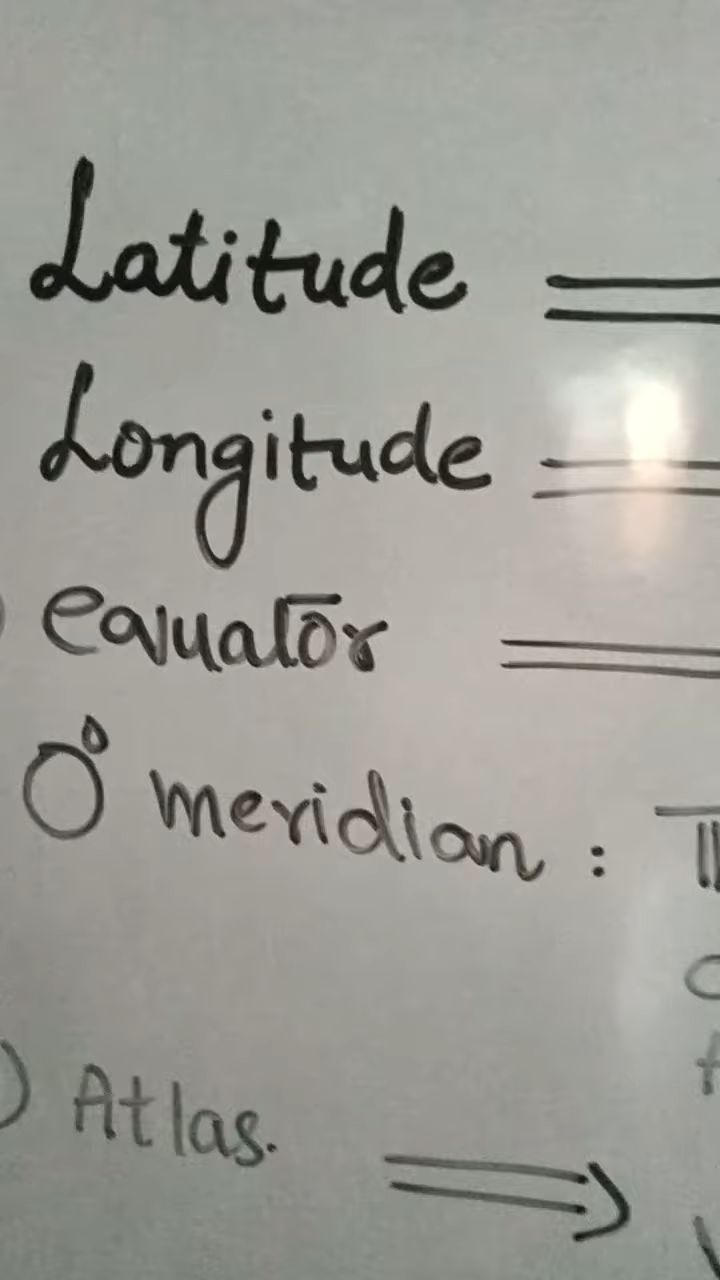 Latitude
Longitude
equator
0° meridian :
) Atlas.